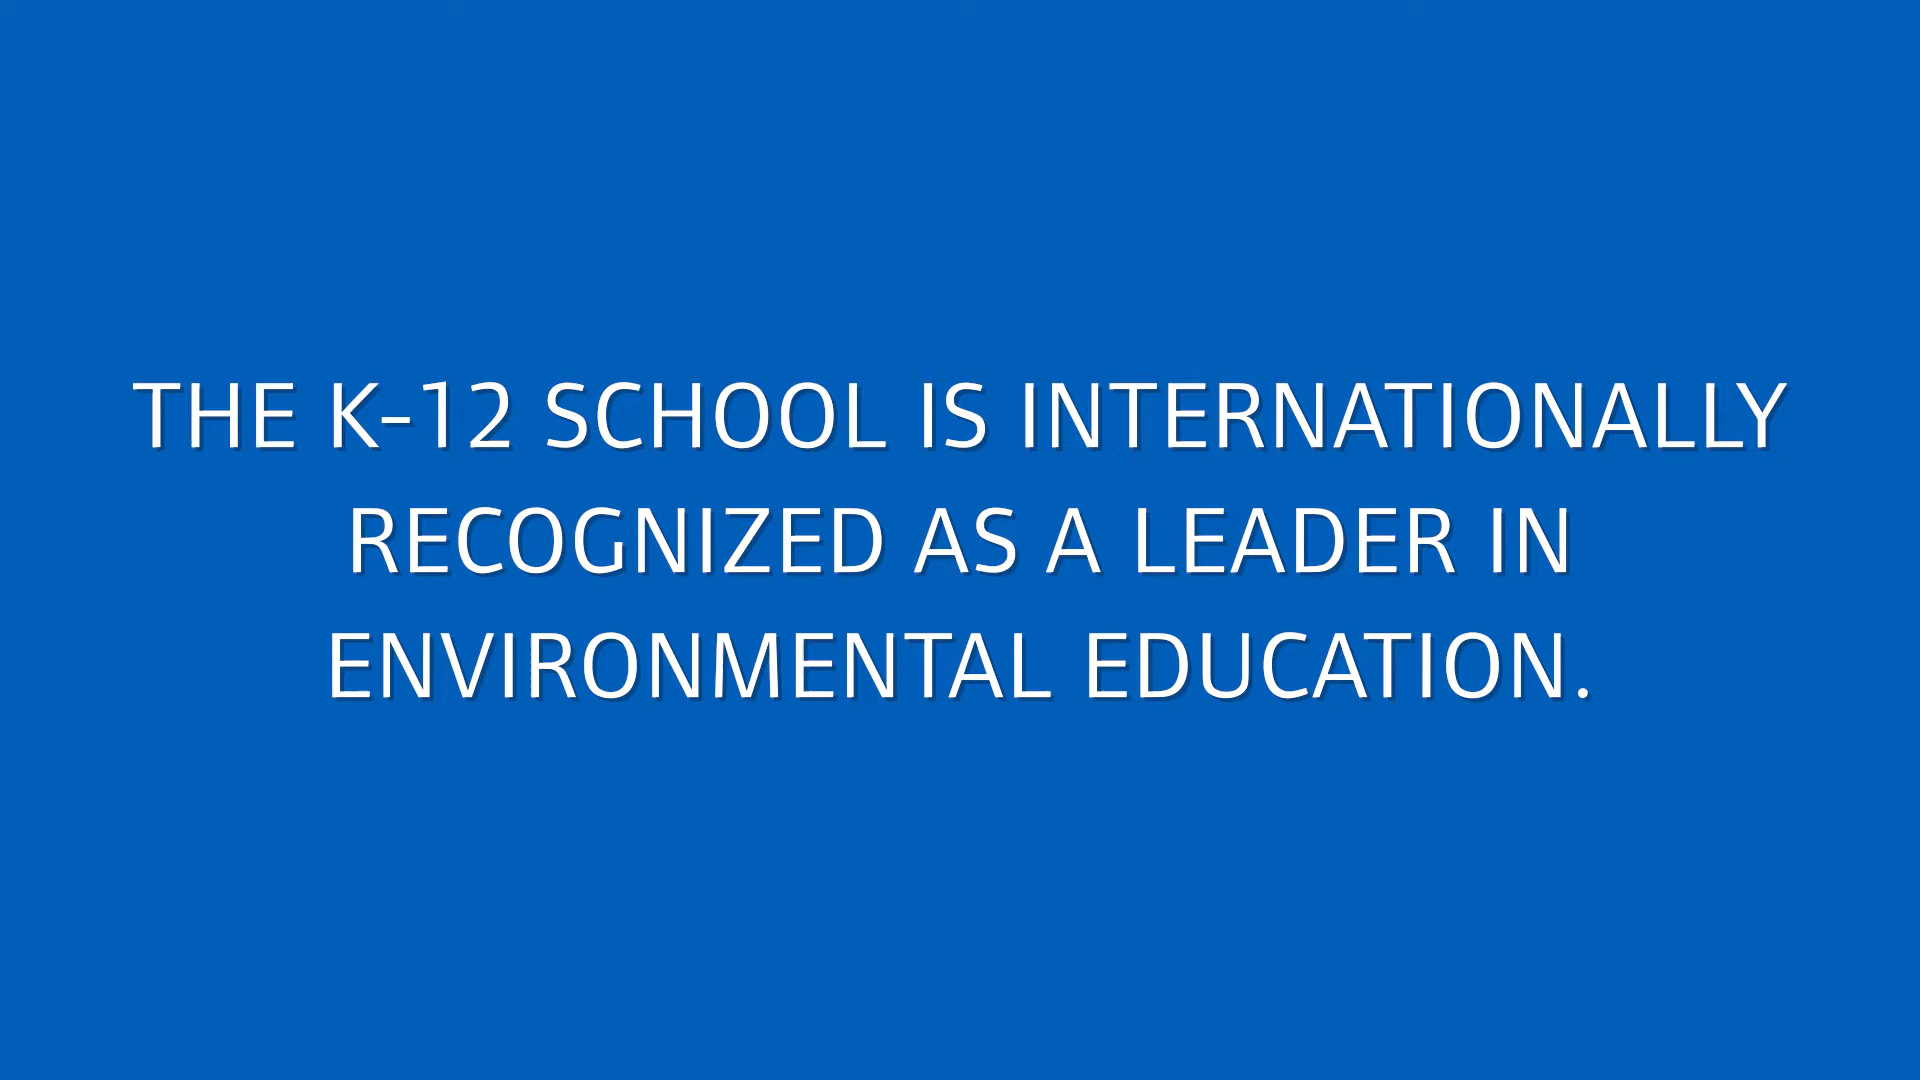 THE K-12 SCHOOL IS INTERNATIONALLY
RECOGNIZED AS A LEADER IN
ENVIRONMENTAL EDUCATION.